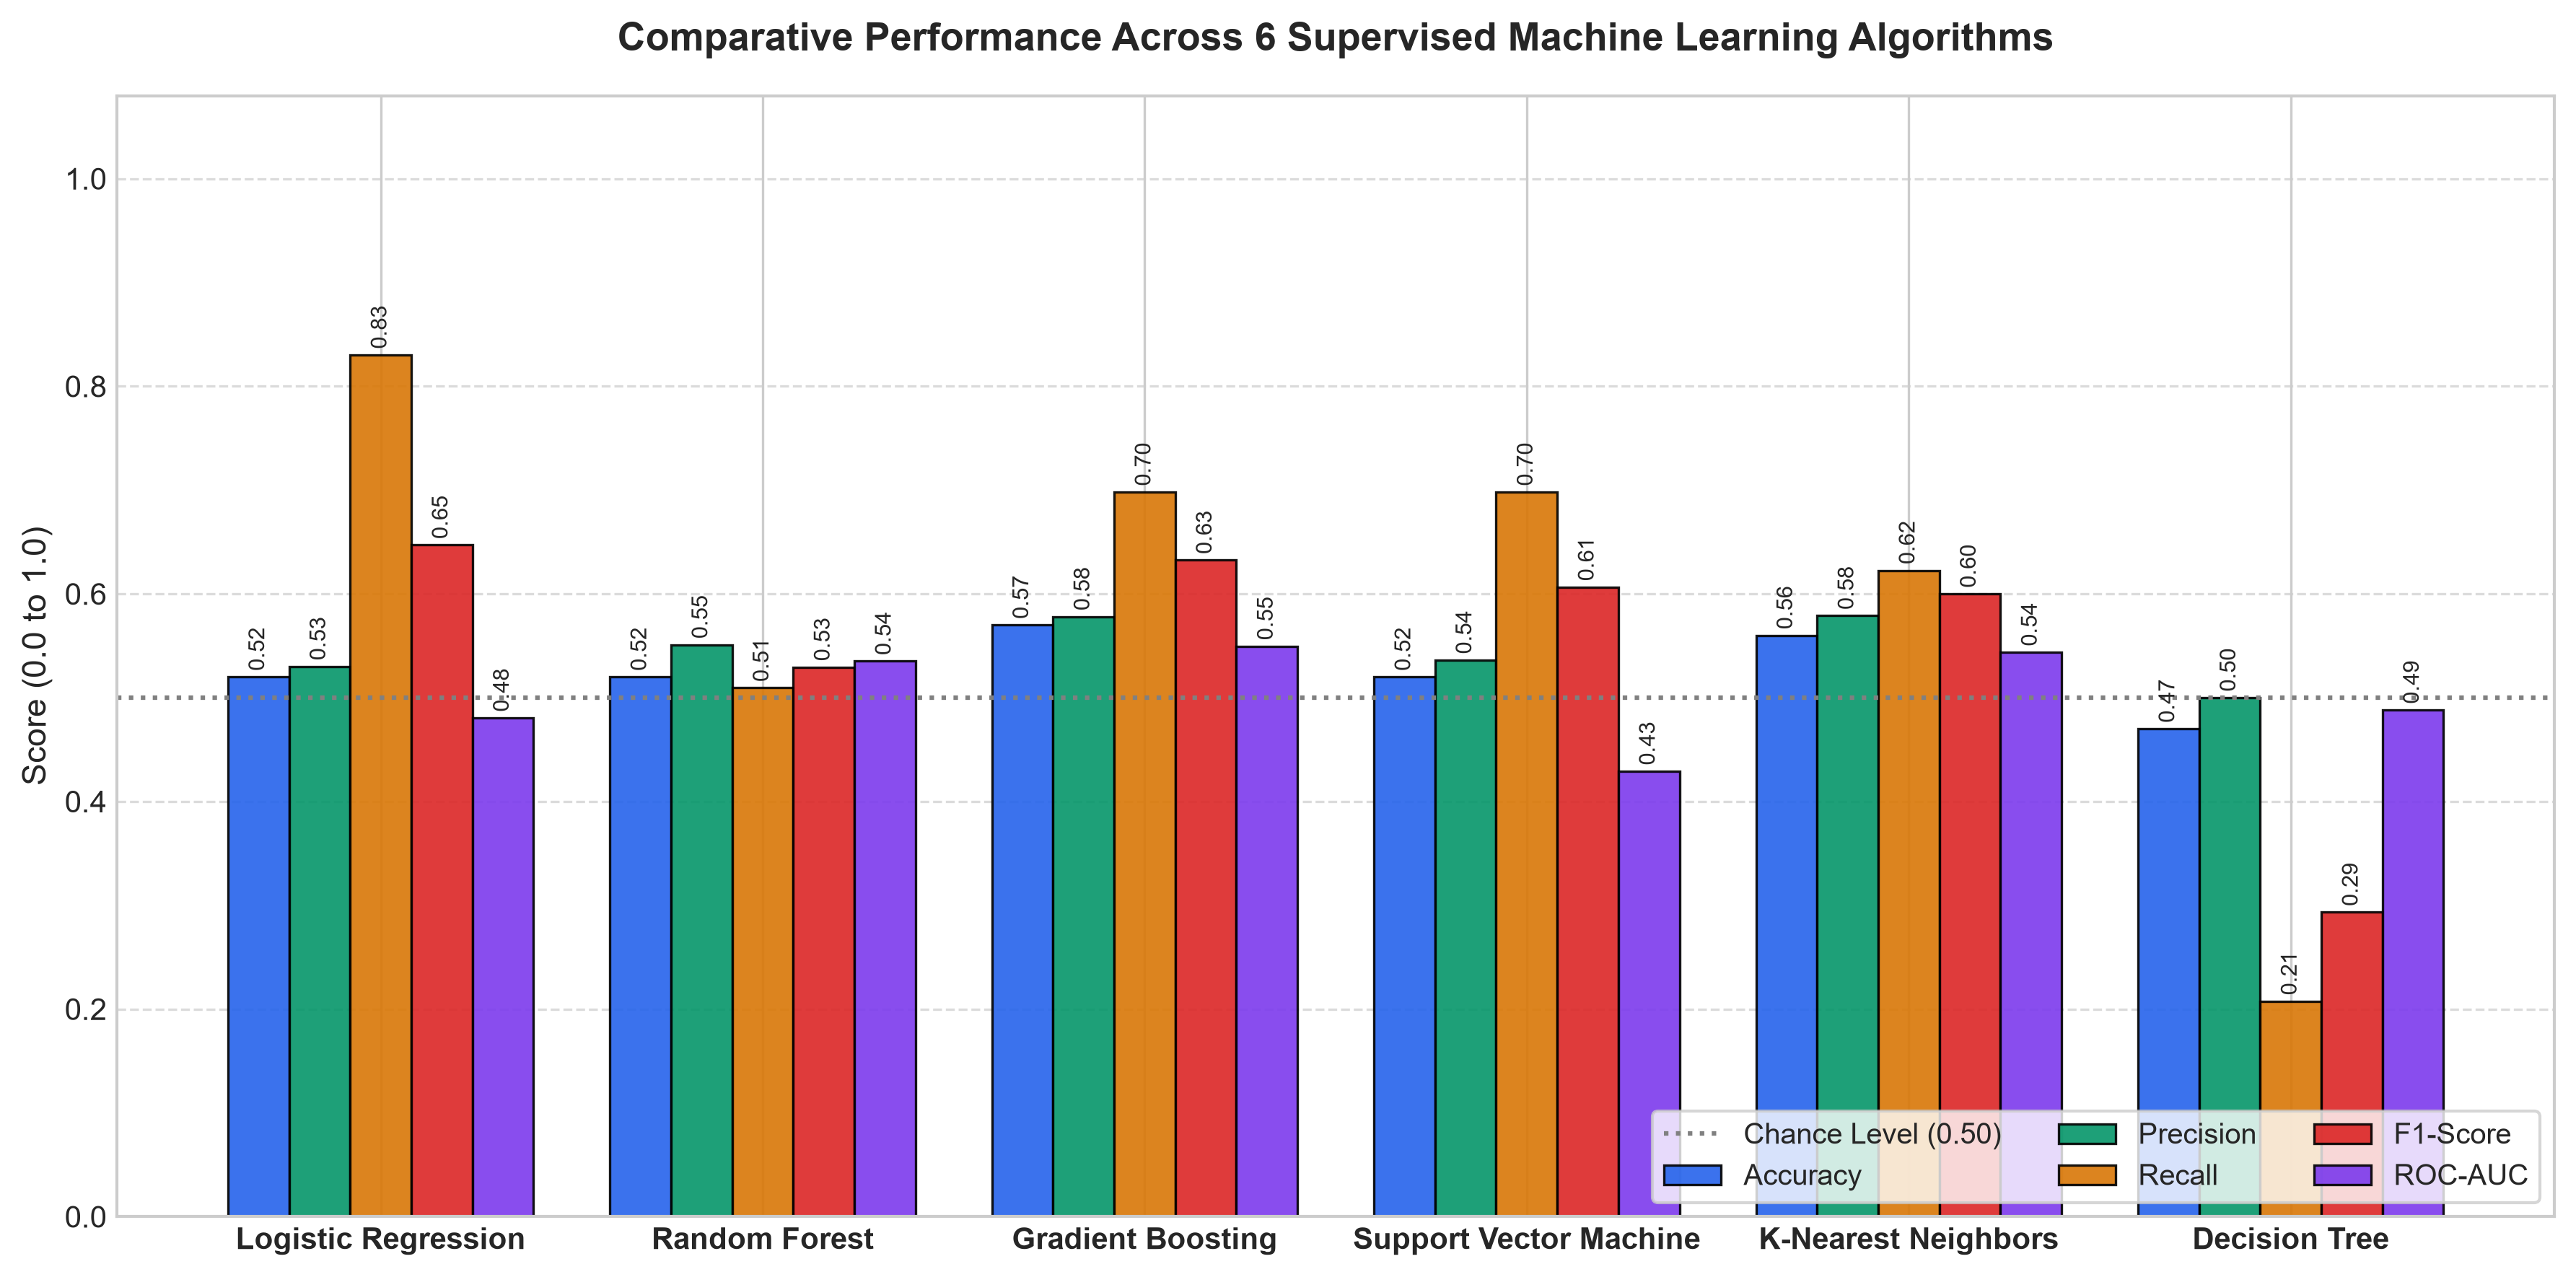 Comparative Performance Across 6 Supervised Machine Learning Algorithms
Score (0.0 to 1.0)
1.0
0.8
0.6
0.4
0.2
0.0
0.52
0.53
0.83
0.65
0.48
0.52
0.55
0.51
0.53
0.54
0.57
0.58
0.70
0.63
0.55
0.52
0.54
0.70
0.61
0.43
0.56
0.58
0.62
0.60
0.54
0.47
0.50
0.21
0.29
0.49
Chance Level (0.50)
Accuracy
Precision
Recall
F1-Score
ROC-AUC
Logistic Regression
Random Forest
Gradient Boosting
Support Vector Machine
K-Nearest Neighbors
Decision Tree